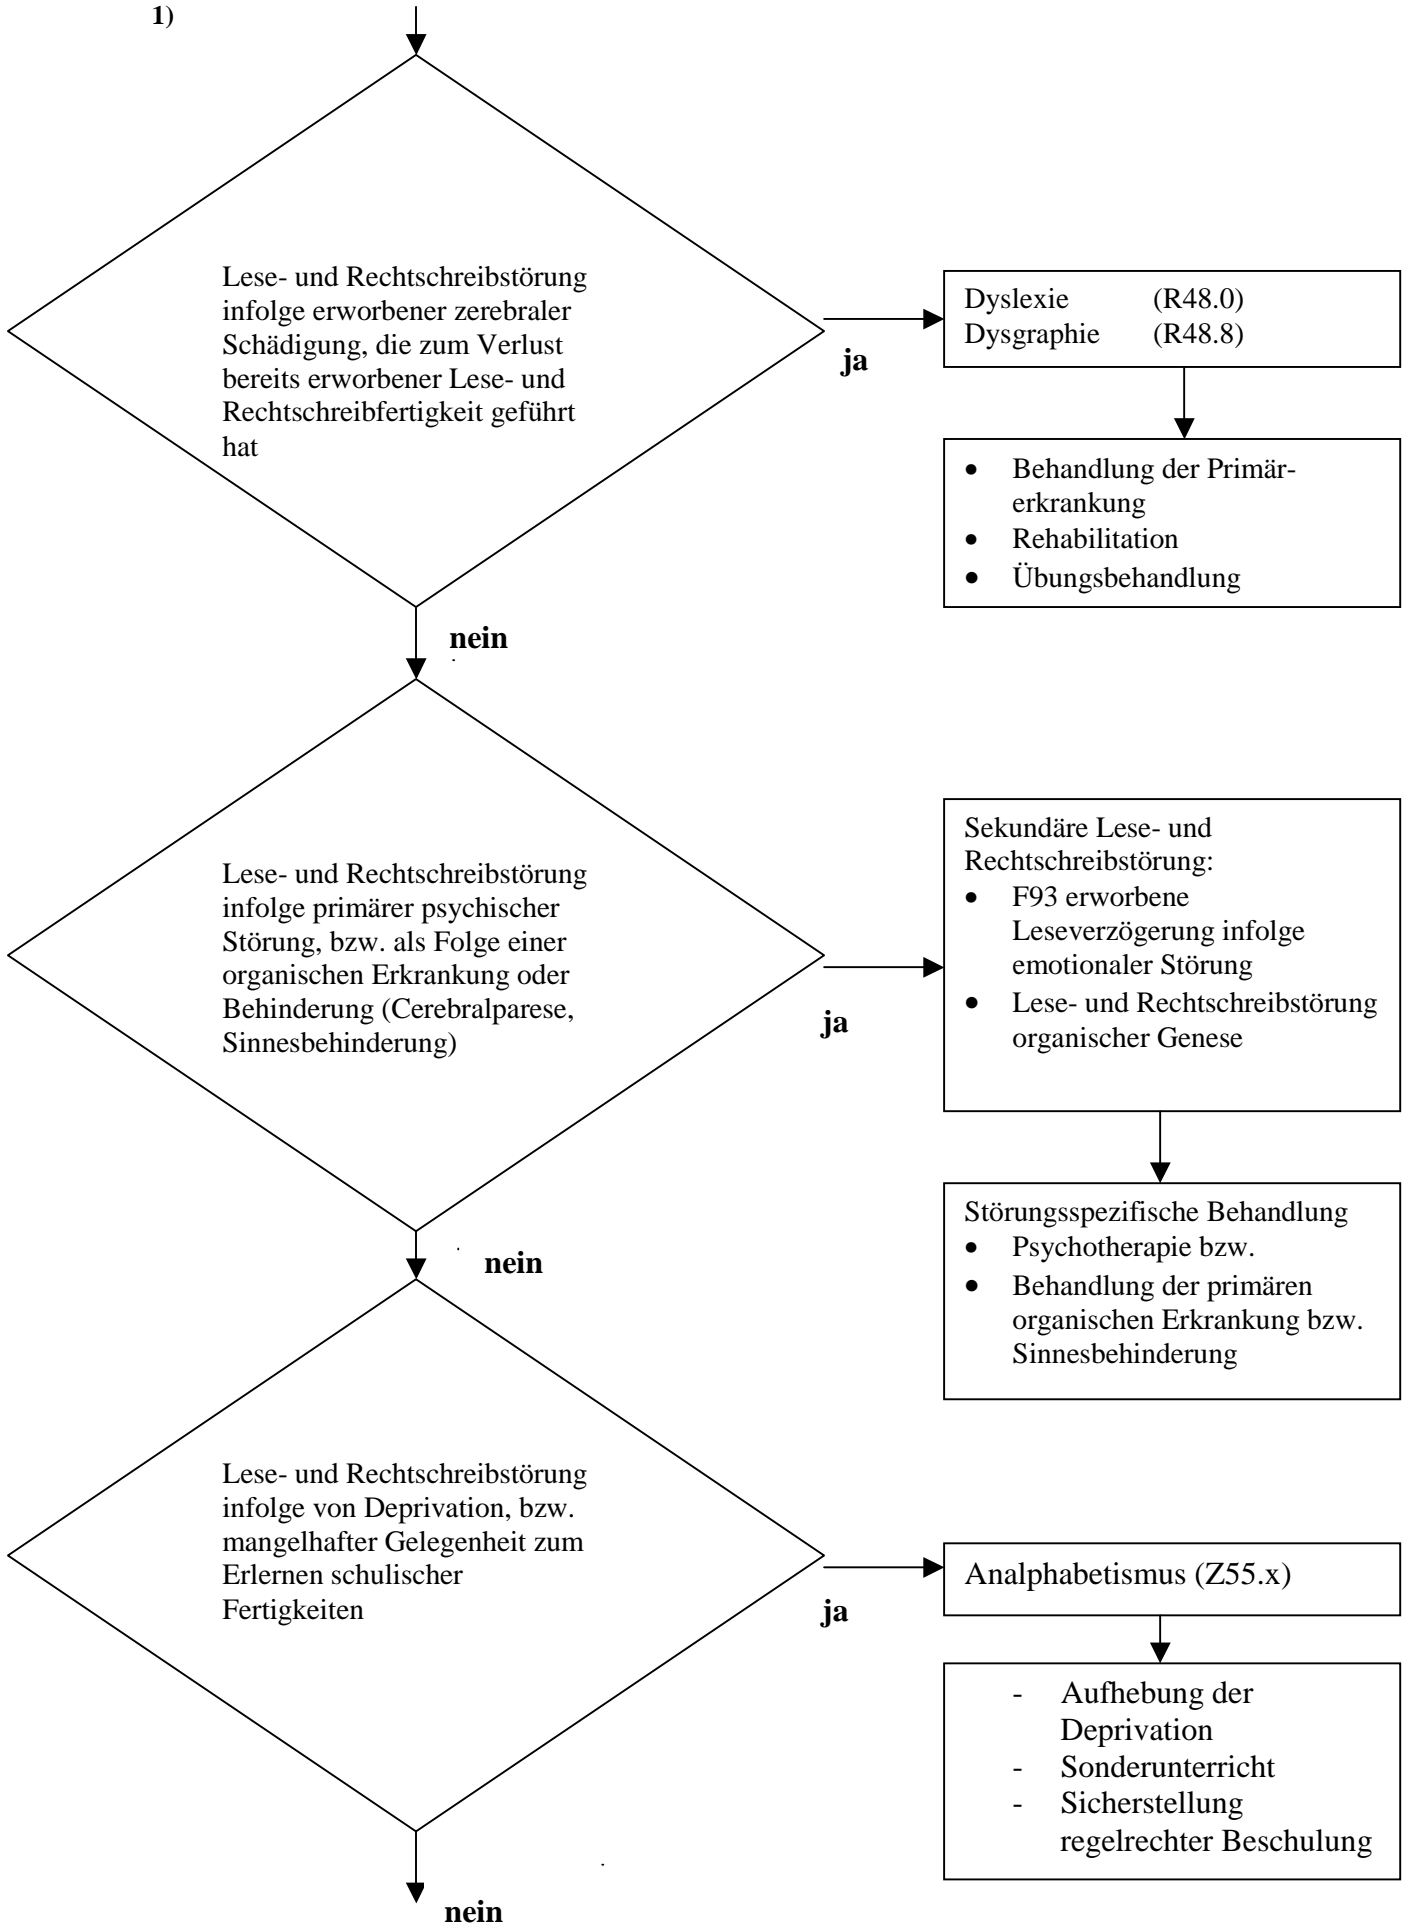 1)
Lese- und Rechtschreibstörung
infolge erworbener zerebraler
Schädigung, die zum Verlust
bereits erworbener Lese- und
Rechtschreibfertigkeit geführt
hat
ja
Dyslexie (R48.0)
Dysgraphie (R48.8)
• Behandlung der Primär-
erkrankung
• Rehabilitation
• Übungsbehandlung
nein
Lese- und Rechtschreibstörung
infolge primärer psychischer
Störung, bzw. als Folge einer
organischen Erkrankung oder
Behinderung (Cerebralparese,
Sinnesbehinderung)
ja
Sekundäre Lese- und
Rechtschreibstörung:
• F93 erworbene
Leseverzögerung infolge
emotionaler Störung
• Lese- und Rechtschreibstörung
organischer Genese
Störungsspezifische Behandlung
• Psychotherapie bzw.
• Behandlung der primären
organischen Erkrankung bzw.
Sinnesbehinderung
nein
Lese- und Rechtschreibstörung
infolge von Deprivation, bzw.
mangelhafter Gelegenheit zum
Erlernen schulischer
Fertigkeiten
ja
Analphabetismus (Z55.x)
- Aufhebung der
Deprivation
- Sonderunterricht
- Sicherstellung
regelrechter Beschulung
nein